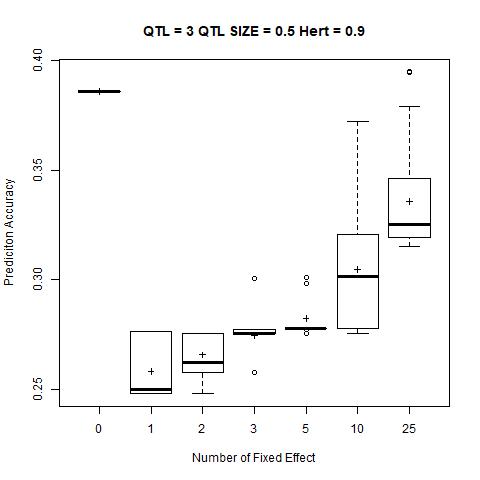 QTL = 3 QTL SIZE = 0.5 Hert = 0.9
Prediciton Accuracy
0.40
0.35
0.30
0.25
0 1 2 3 5 10 25
Number of Fixed Effect